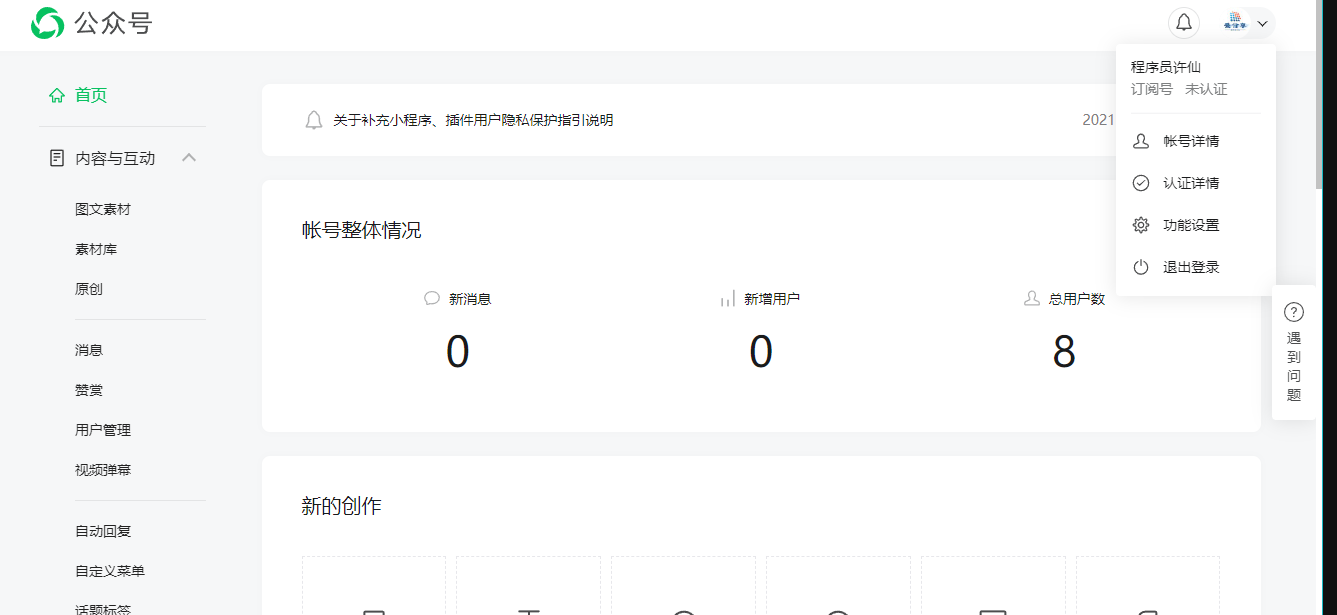 公众号
程序员许仙
订阅号 未认证
帐号详情
认证详情
功能设置
退出登录
首页
内容与互动
图文素材
素材库
原创
消息
赞赏
用户管理
视频弹幕
自动回复
自定义菜单
话题标签
关于补充小程序、插件用户隐私保护指引说明
2021
帐号整体情况
新消息
0
新增用户
0
总用户数
8
新的创作
遇到问题